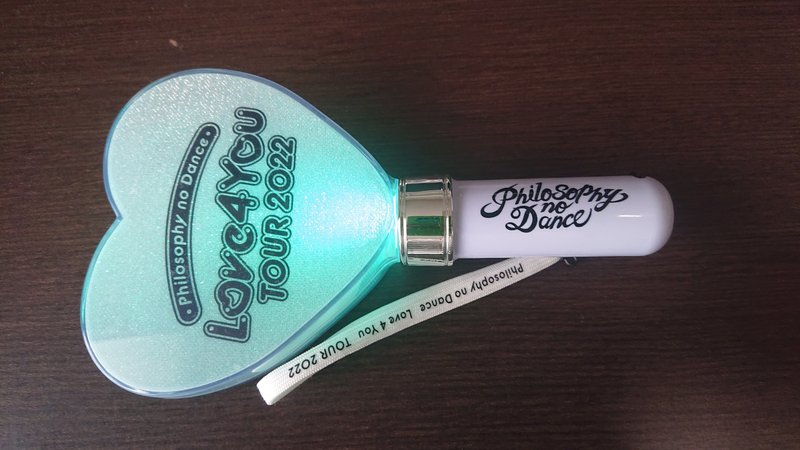 Philosophy no Dance
Love4You
TOUR 2022
Philosophy
no
Dance
Philosophy no Dance Love 4 You TOUR 2022